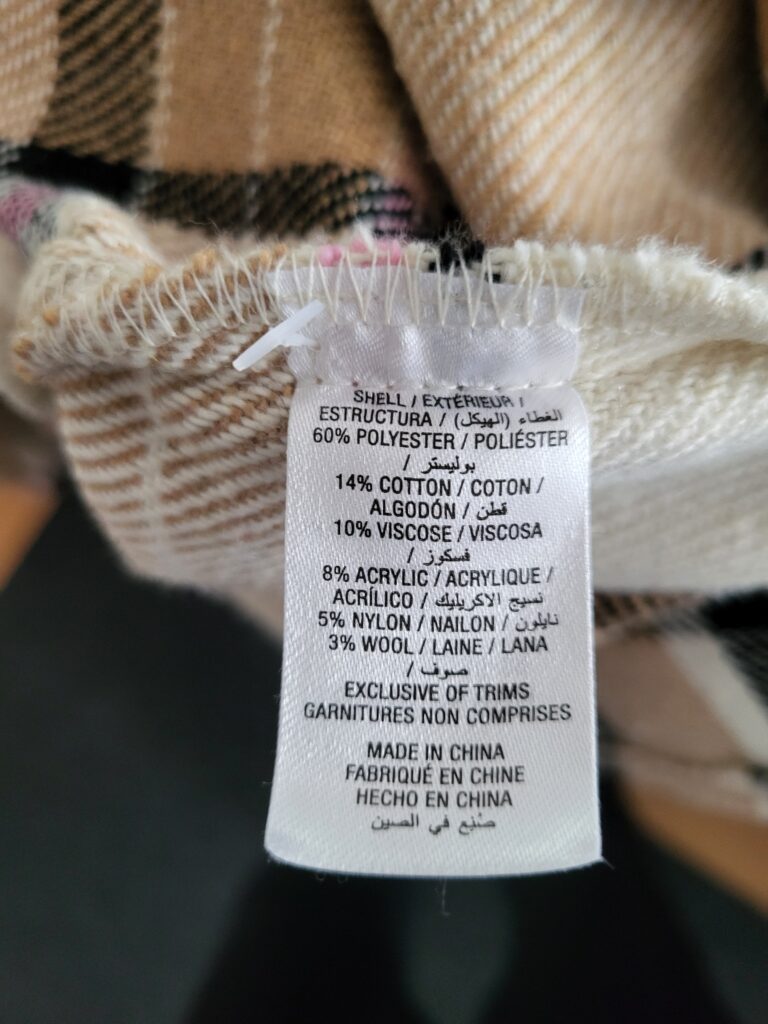 SHELL / EXTÉRIEUR /
ESTRUCTURA / الغطاء (الهيكل)
60% POLYESTER / POLIÉSTER
/ بوليستر
14% COTTON / COTON /
ALGODÓN / قطن
10% VISCOSE / VISCOSA
/ فسكوز
8% ACRYLIC / ACRYLIQUE /
ACRÍLICO / نسيج الاكريليك
5% NYLON / NAILON / نايلون
3% WOOL / LAINE / LANA
/ صوف
EXCLUSIVE OF TRIMS
GARNITURES NON COMPRISES
MADE IN CHINA
FABRIQUÉ EN CHINE
HECHO EN CHINA
صُنِع في الصين